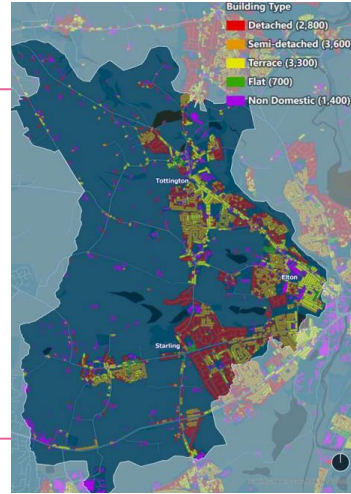 Building Type
Detached (2,800)
Semi-detached (3,600
Terrace (3,300)
Flat (700)
Non Domestic (1,400)
Tottington
Elton
Starling